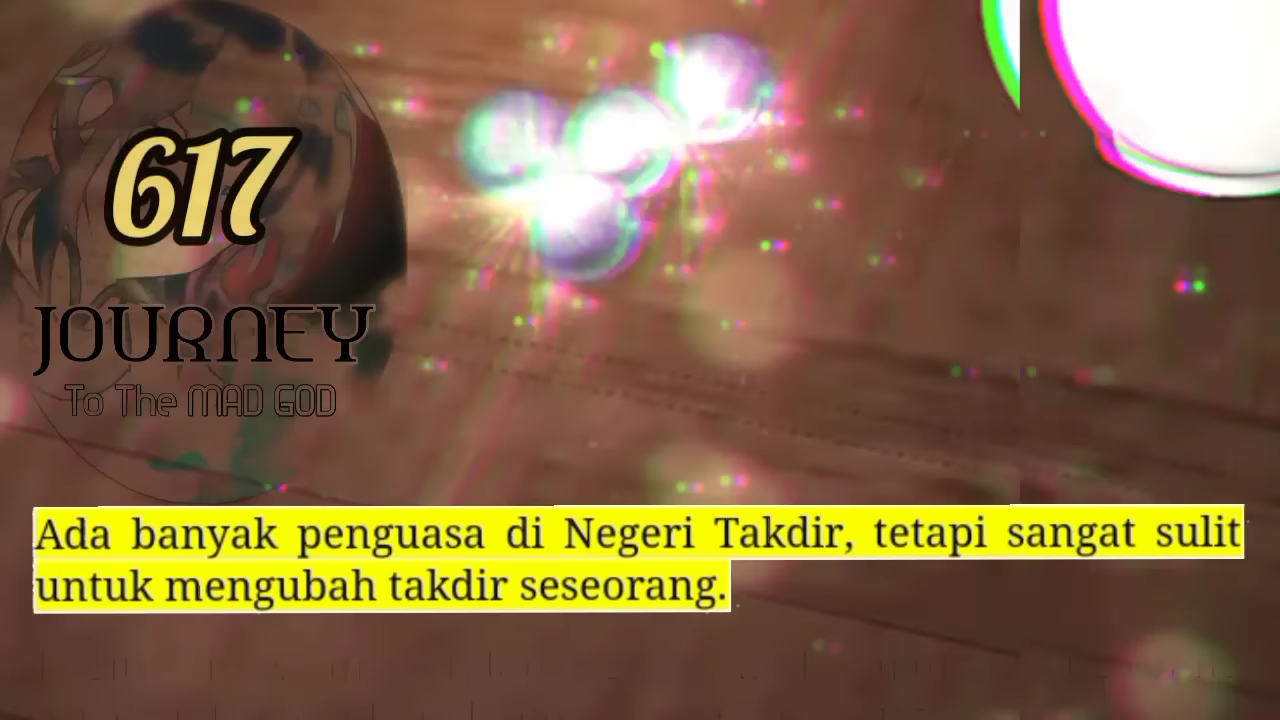 617
JOURNEY
To The MAD GOD
Ada banyak penguasa di Negeri Takdir, tetapi sangat sulit
untuk mengubah takdir seseorang.